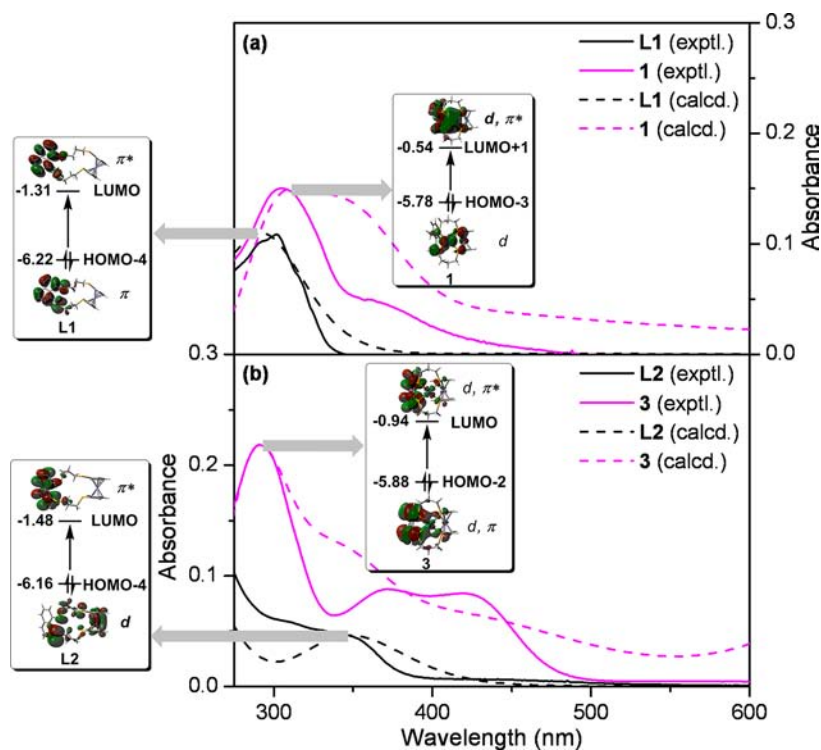 (a)
L1 (exptl.)
1 (exptl.)
L1 (calcd.)
1 (calcd.)
0.3
0.2
0.1
0.0
Absorbance
π*
-1.31
LUMO
-6.22
HOMO-4
π
L1
d, π*
-0.54
LUMO+1
-5.78
HOMO-3
d
1
0.3
(b)
L2 (exptl.)
3 (exptl.)
L2 (calcd.)
3 (calcd.)
0.2
0.1
0.0
Absorbance
π*
-1.48
LUMO
-6.16
HOMO-4
d
L2
d, π*
-0.94
LUMO
-5.88
HOMO-2
d, π
3
300
400
500
600
Wavelength (nm)